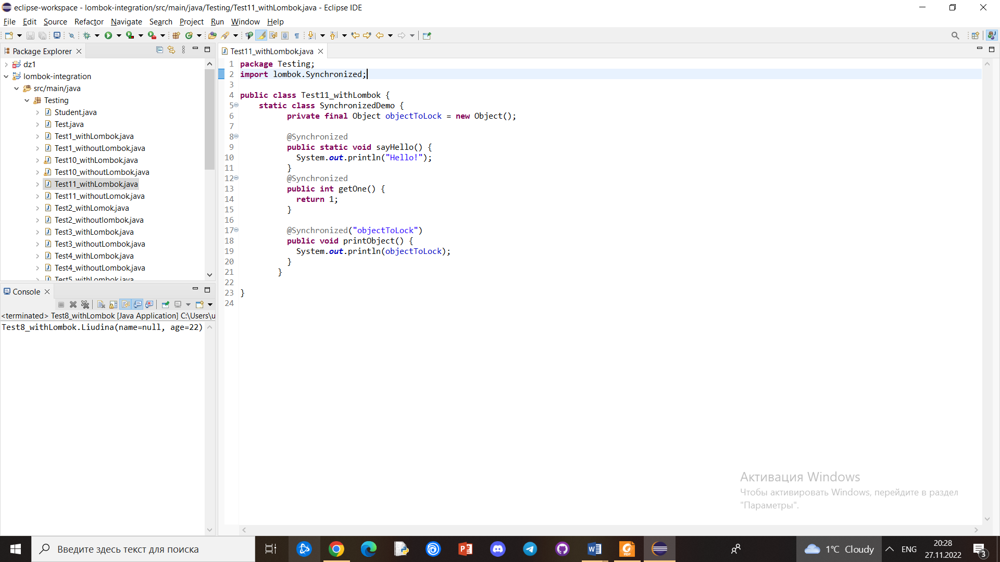 eclipse-workspace - lombok-integration/src/main/java/Testing/Test11_withLombok.java - Eclipse IDE
File Edit Source Refactor Navigate Search Project Run Window Help
Package Explorer
dz1
lombok-integration
src/main/java
Testing
Student.java
Test.java
Test1_withLombok.java
Test1_withoutLombok.java
Test10_withLombok.java
Test10_withoutLombok.java
Test11_withLombok.java
Test11_withoutLomok.java
Test2_withLomok.java
Test2_withoutlombok.java
Test3_withLombok.java
Test3_withoutLombok.java
Test4_withLombok.java
Test4_withoutLombok.java
Test5_withLombok.java
Console
<terminated> Test8_withLombok [Java Application] C:\Users\u
Test8_withLombok.Liudina(name=null, age=22)
Test11_withLombok.java
1 package Testing;
2 import lombok.Synchronized;
3
4 public class Test11_withLombok {
5 static class SynchronizedDemo {
6 private final Object objectToLock = new Object();
7
8 @Synchronized
9 public static void sayHello() {
10 System.out.println("Hello!");
11 }
12 @Synchronized
13 public int getOne() {
14 return 1;
15 }
16
17 @Synchronized("objectToLock")
18 public void printObject() {
19 System.out.println(objectToLock);
20 }
21 }
22
23 }
24
Активация Windows
Чтобы активировать Windows, перейдите в раздел
"Параметры".
Введите здесь текст для поиска
1°C Cloudy
ENG
20:28
27.11.2022
3